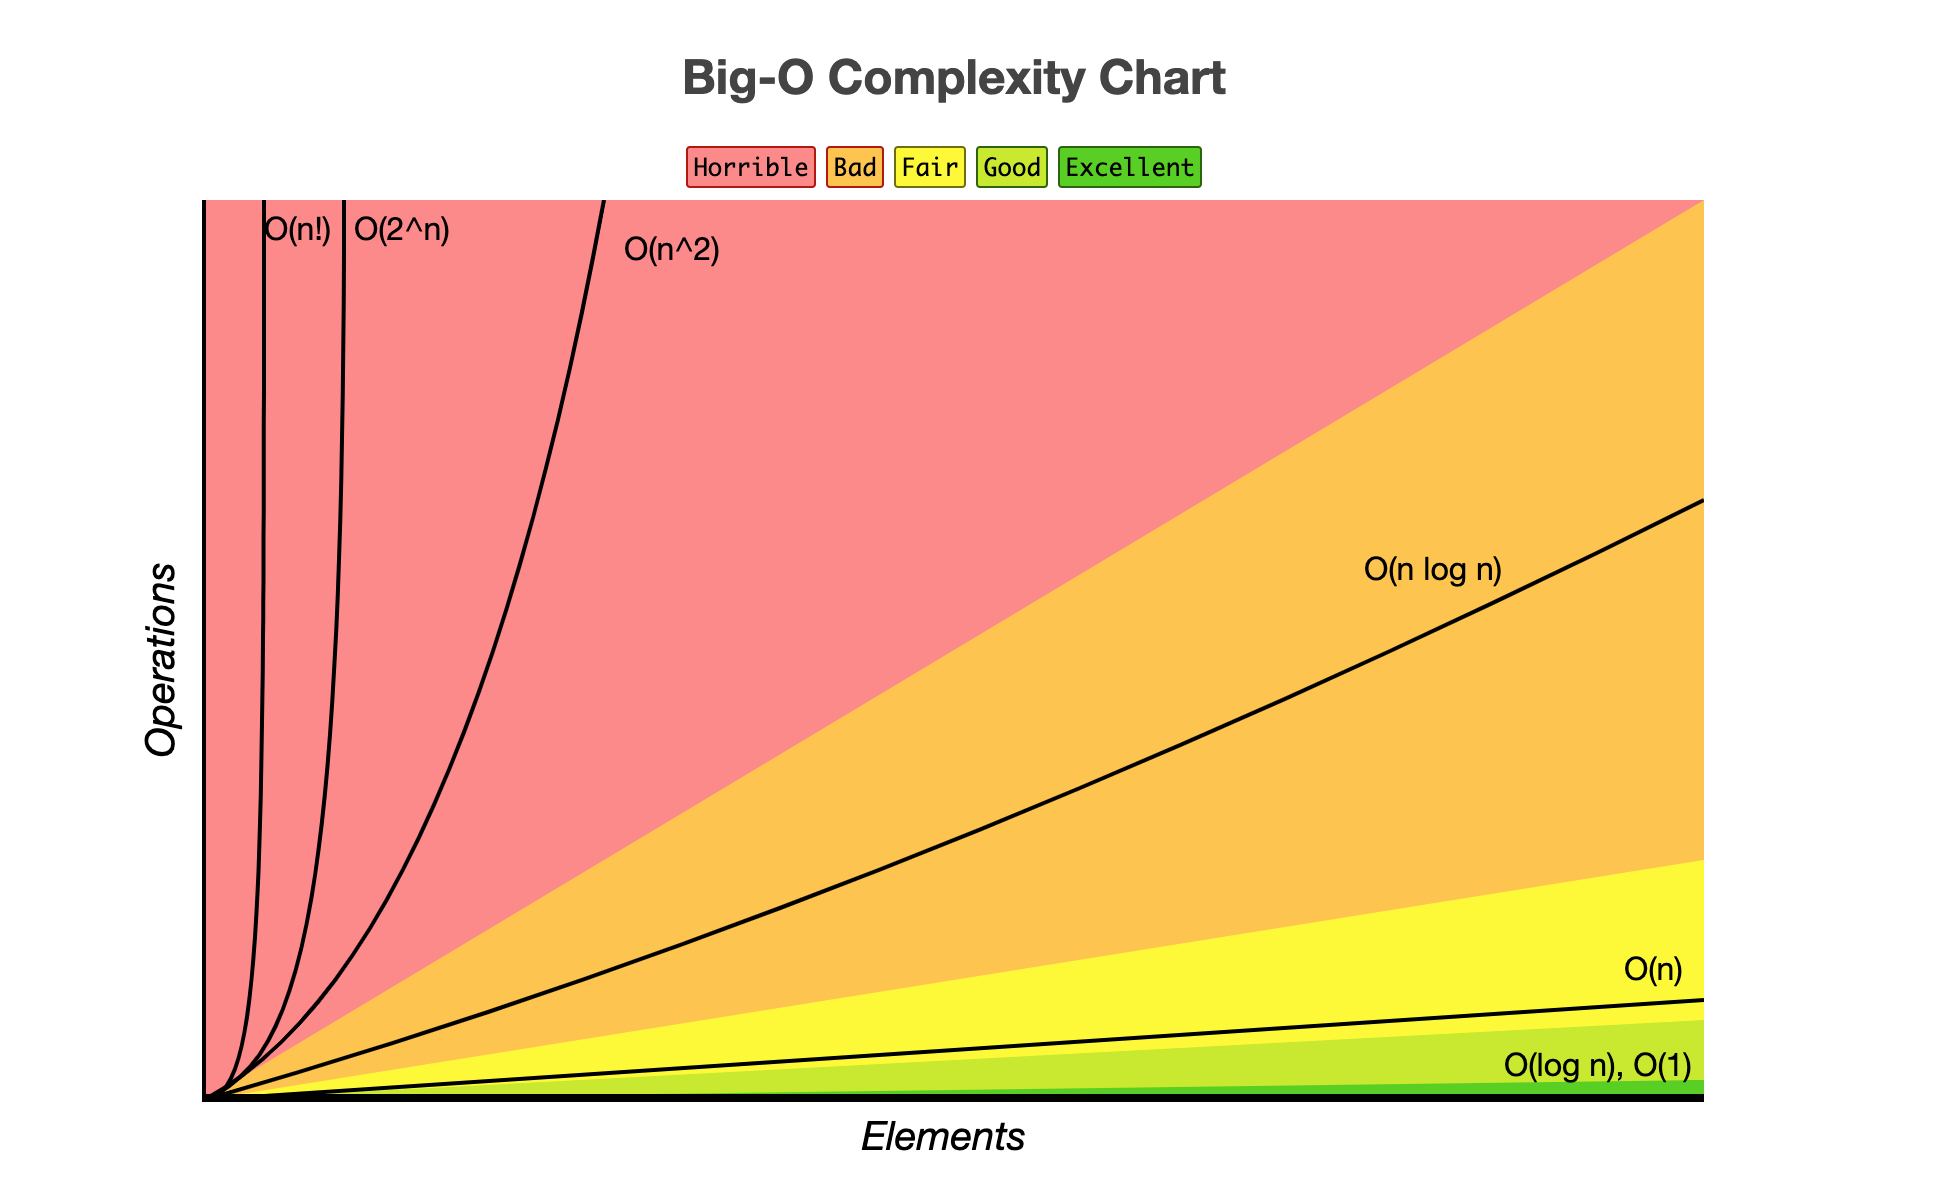 Big-O Complexity Chart
Horrible Bad Fair Good Excellent
O(n!) O(2^n)
O(n^2)
O(n log n)
O(n)
O(log n), O(1)
Operations
Elements